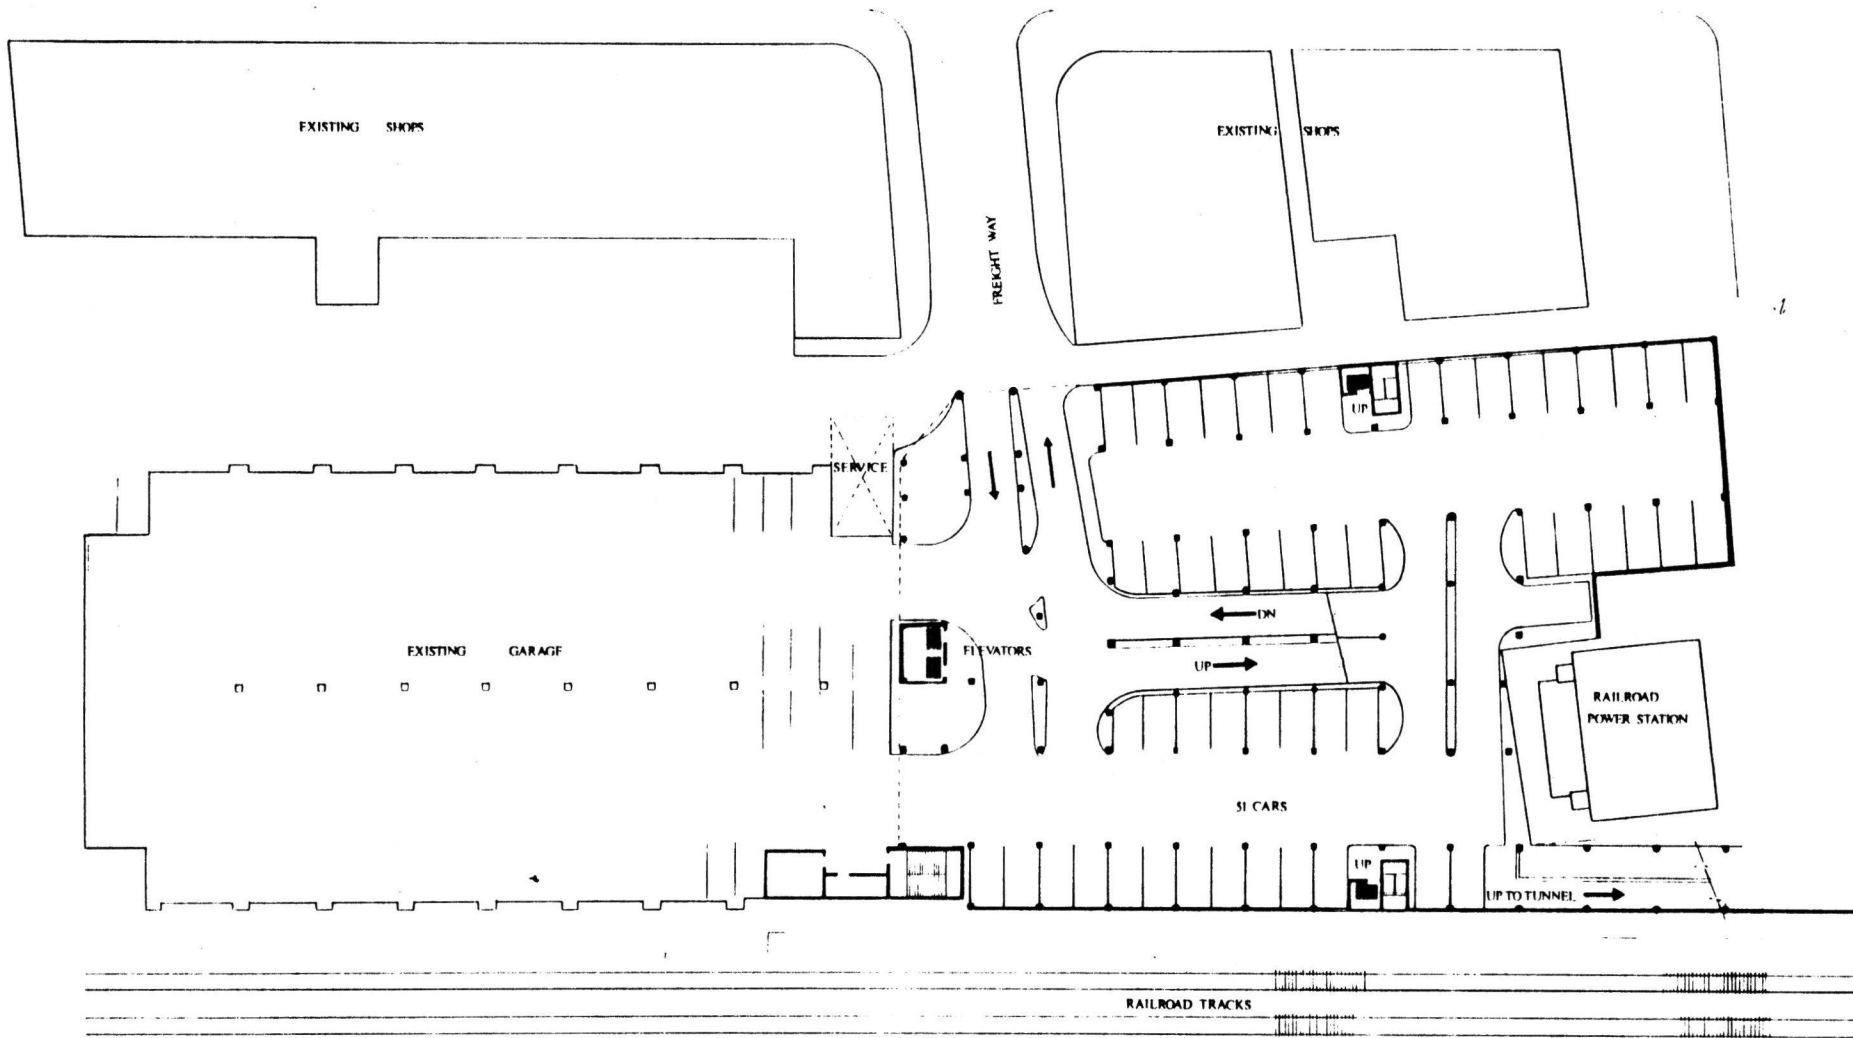 EXISTING SHOPS
EXISTING SHOPS
FREIGHT WAY
UP
SERVICE
DN
EXISTING GARAGE
ELEVATORS
UP
RAILROAD
POWER STATION
51 CARS
UP
UP TO TUNNEL
RAILROAD TRACKS